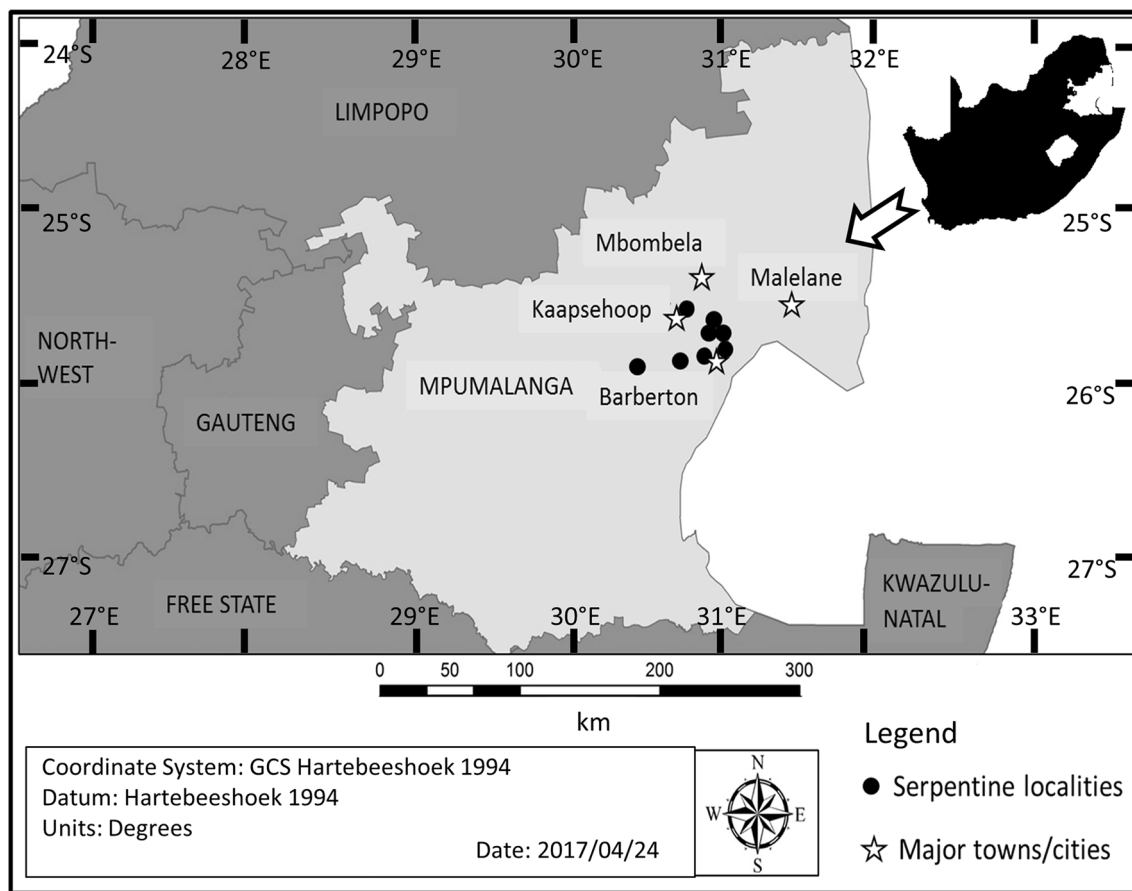 27°E
28°E
29°E
30°E
31°E
32°E
24°S
LIMPOPO
25°S
25°S
Mbombela
Malelane
Kaapsehoop
NORTH-
WEST
MPUMALANGA
26°S
Barberton
GAUTENG
27°S
27°S
KWAZULU-
NATAL
FREE STATE
27°E
29°E
30°E
31°E
33°E
0 50 100 200 300
km
Legend
Serpentine localities
Major towns/cities
Coordinate System: GCS Hartebeeshoek 1994
Datum: Hartebeeshoek 1994
Units: Degrees
Date: 2017/04/24
N
W E
S